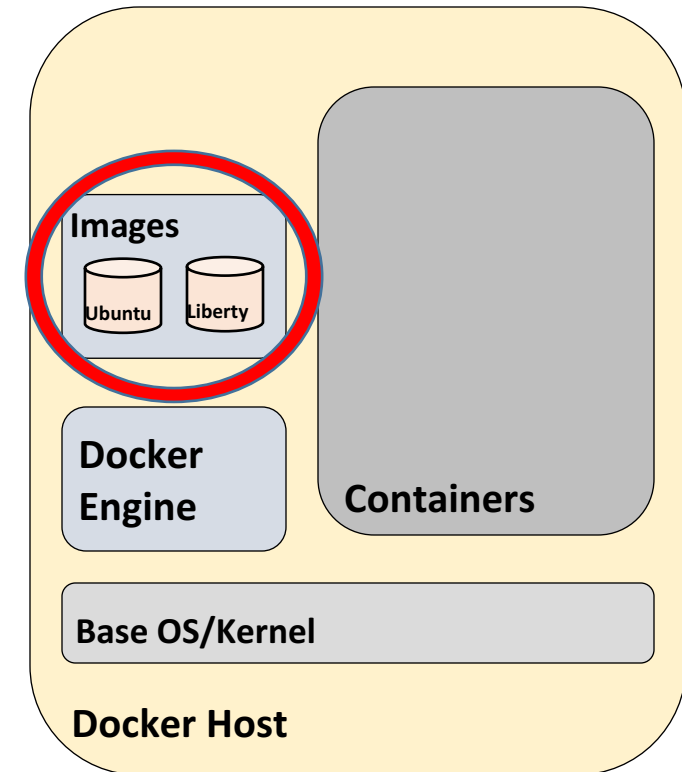 Images
Ubuntu
Liberty
Docker
Engine
Containers
Base OS/Kernel
Docker Host